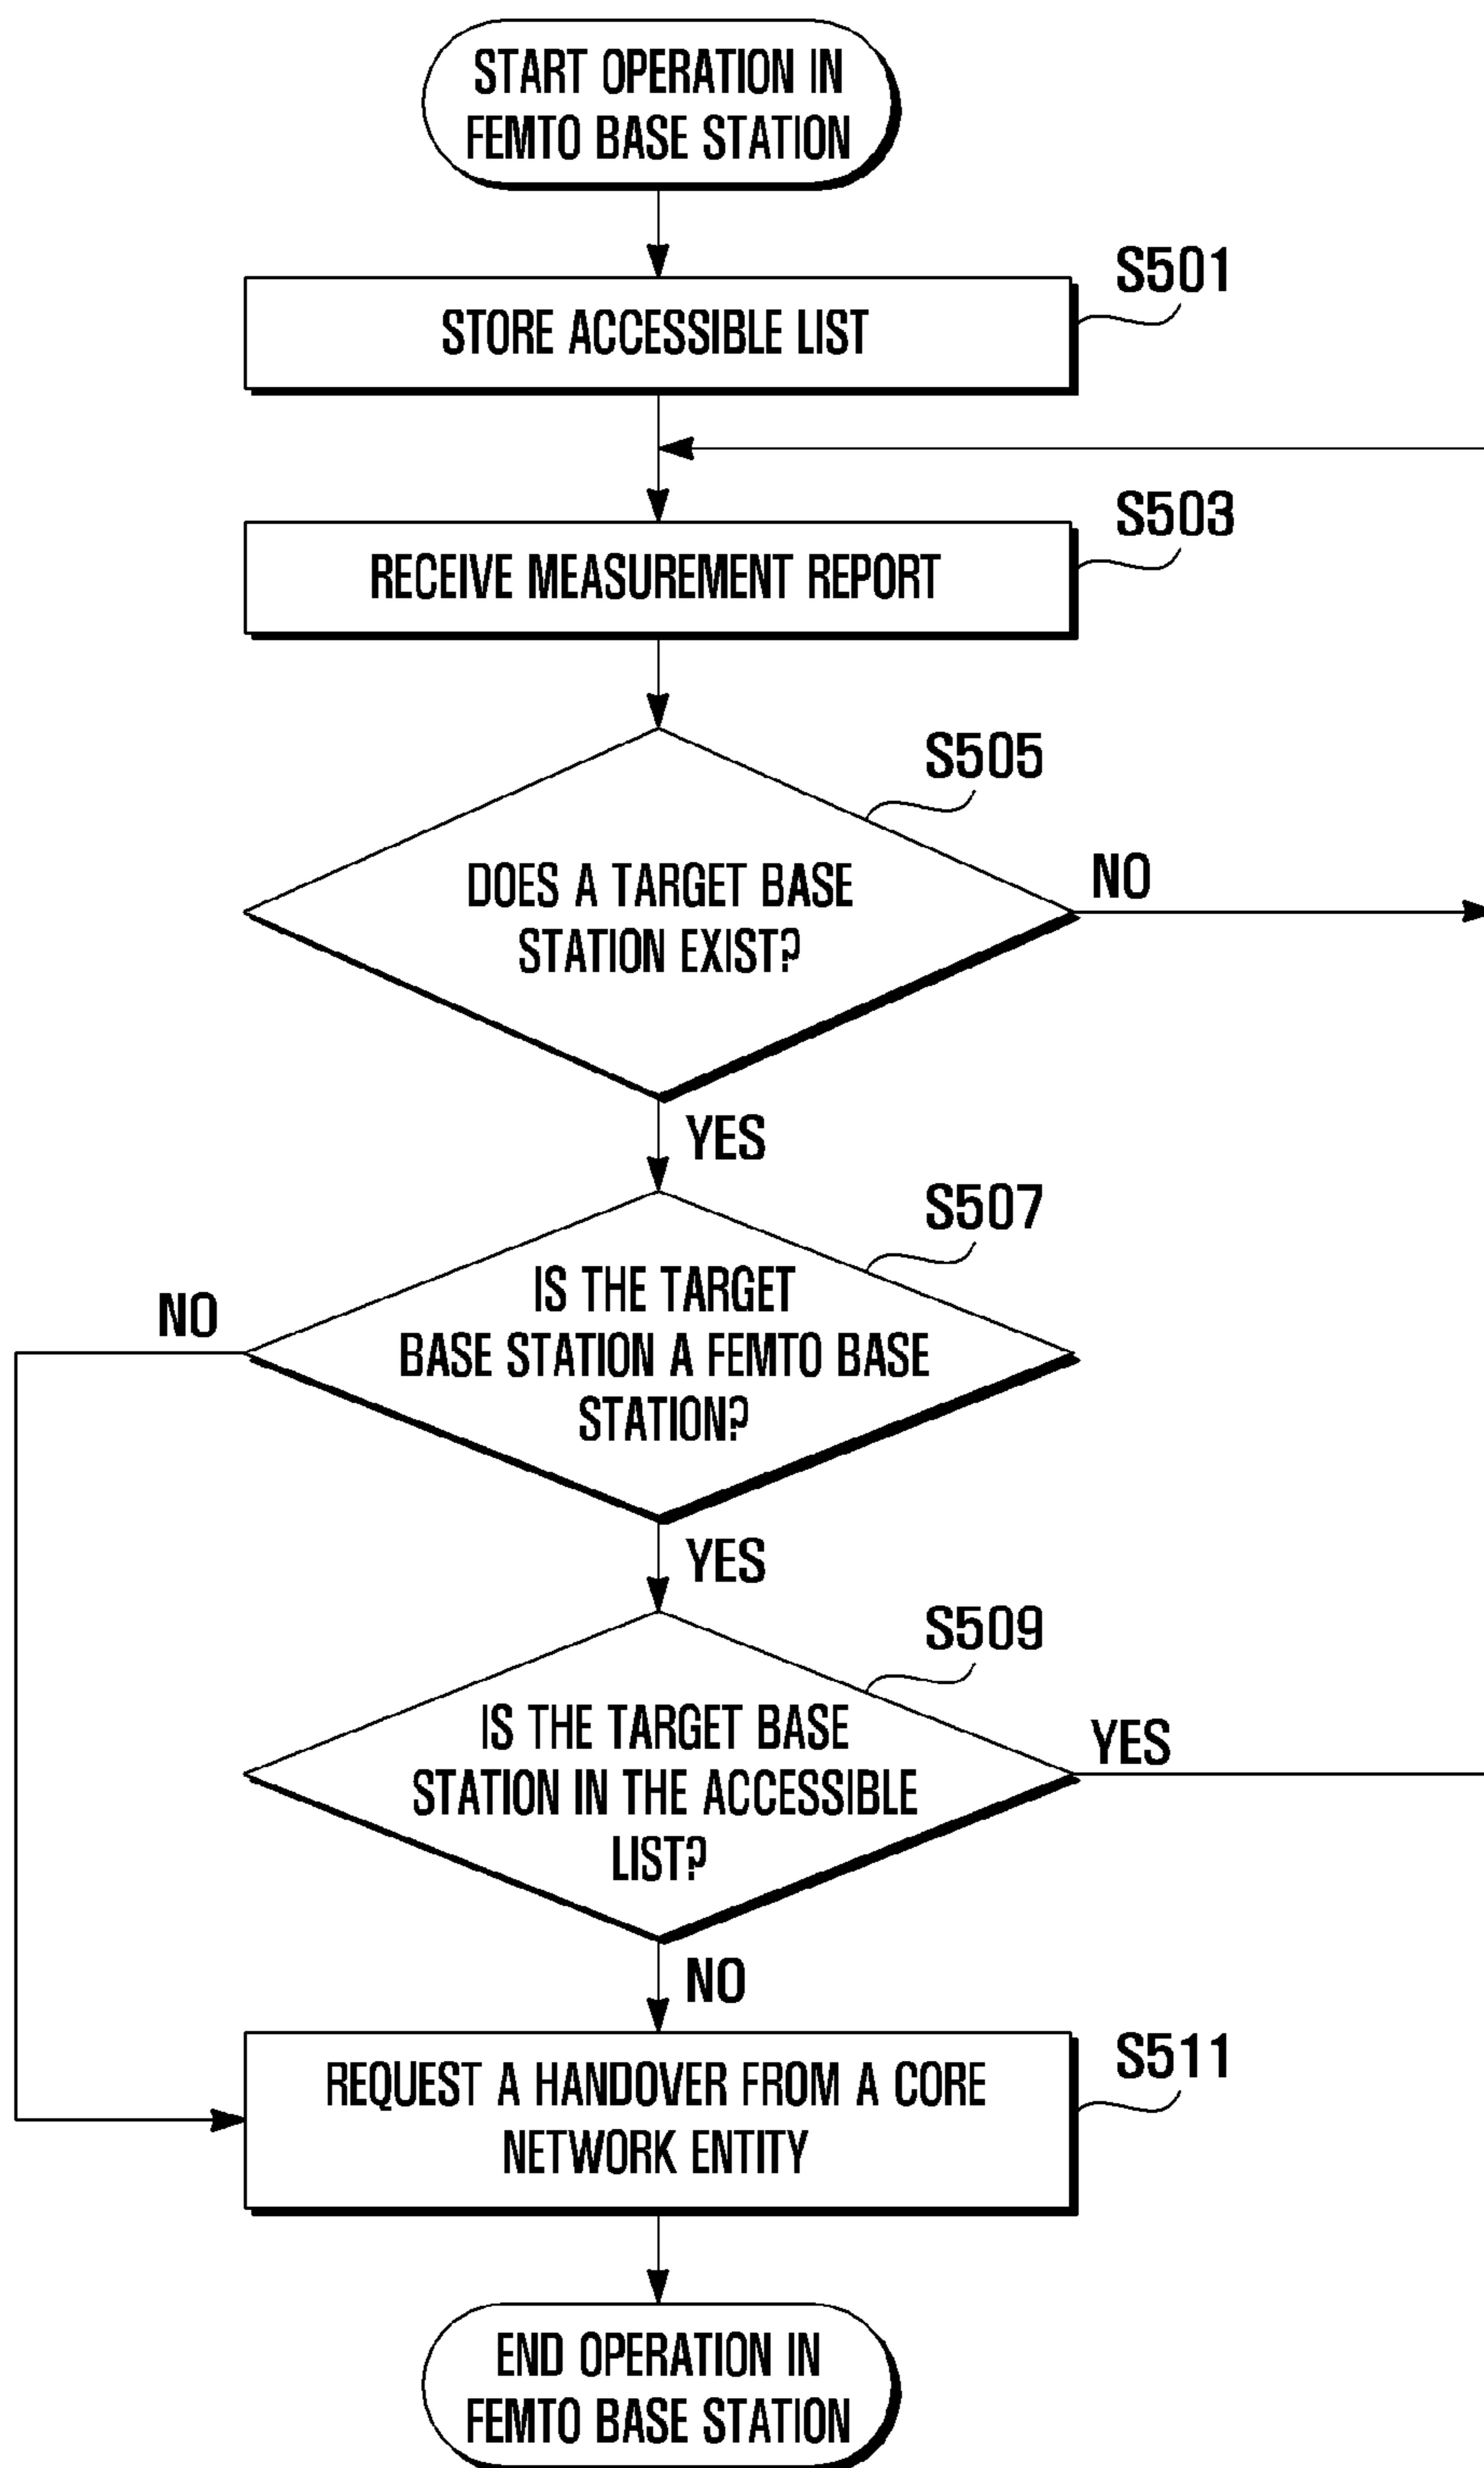 START OPERATION IN
FEMTO BASE STATION
S501
STORE ACCESSIBLE LIST
S503
RECEIVE MEASUREMENT REPORT
S505
DOES A TARGET BASE
STATION EXIST?
NO
YES
S507
IS THE TARGET
BASE STATION A FEMTO BASE
STATION?
NO
YES
S509
IS THE TARGET BASE
STATION IN THE ACCESSIBLE
LIST?
YES
NO
S511
REQUEST A HANDOVER FROM A CORE
NETWORK ENTITY
END OPERATION IN
FEMTO BASE STATION